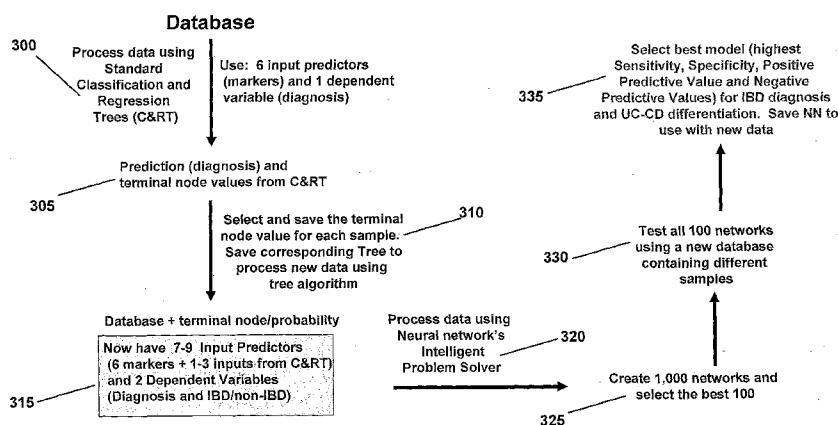 Database
300
Process data using
Standard
Classification and
Regression
Trees (C&RT)
Use: 6 input predictors
(markers) and 1 dependent
variable (diagnosis)
305
Prediction (diagnosis) and
terminal node values from C&RT
310
Select and save the terminal
node value for each sample.
Save corresponding Tree to
process new data using
tree algorithm
Database + terminal node/probability
315
Now have 7-9 Input Predictors
(6 markers + 1-3 inputs from C&RT)
and 2 Dependent Variables
(Diagnosis and IBD/non-IBD)
Process data using
Neural network's
Intelligent
Problem Solver
320
Create 1,000 networks and
select the best 100
325
330
Test all 100 networks
using a new database
containing different
samples
335
Select best model (highest
Sensitivity, Specificity, Positive
Predictive Value and Negative
Predictive Values) for IBD diagnosis
and UC-CD differentiation. Save NN to
use with new data